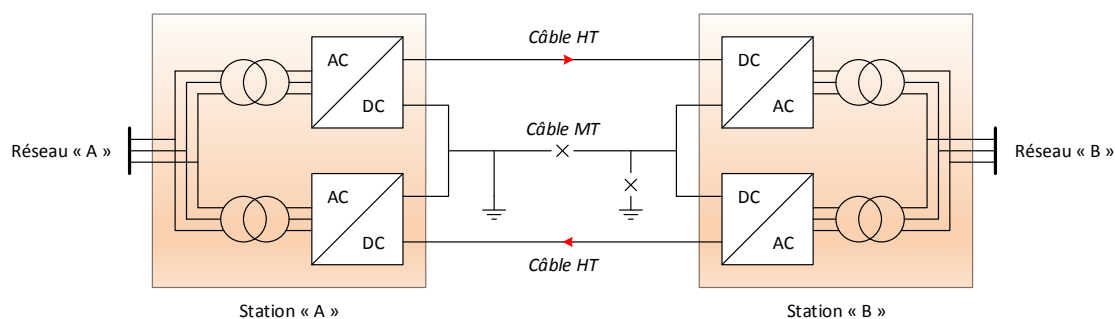 Câble HT
AC
DC
DC
AC
Câble MT
Réseau « A »
Réseau « B »
AC
DC
DC
AC
Câble HT
Station « A »
Station « B »